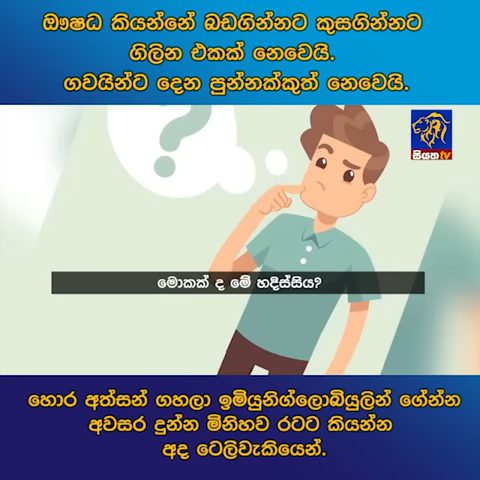 ඖෂධ කියන්නේ බඩගින්නට කුසගින්නට
ගිලින එකක් නෙවෙයි.
ගවයින්ට දෙන පුන්නක්කුත් නෙවෙයි.
?
සියත tv
මොකක් ද මේ හදිස්සිය?
හොර අත්සන් ගහලා ඉමියුනිග්ලොබියුලින් ගේන්න
අවසර දුන්න මිනිහව රටට කියන්න
අද ටෙලිවැකියෙන්.